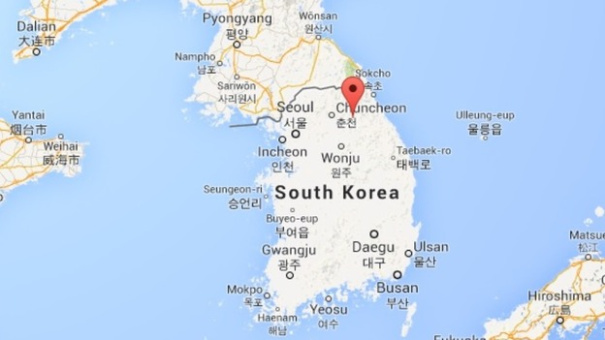 Dalian
大连市
Pyongyang
평양
Wŏnsan
원산시
Nampho
남포
Sariwŏn
사리원시
Sokcho
속초
Seoul
서울
Chuncheon
춘천
Yantai
烟台市
Weihai
威海市
Incheon
인천
Wonju
원주
Taebaek-ro
태백로
Ulleung-eup
울릉읍
Seungeon-ri
승언리
South Korea
Buyeo-eup
부여읍
Gwangju
광주
Daegu
대구
Ulsan
울산
Busan
부산
Mokpo
목포
Haenam
해남
Yeosu
여수
Matsue
松江
Hiroshima
広島
Fukuoka